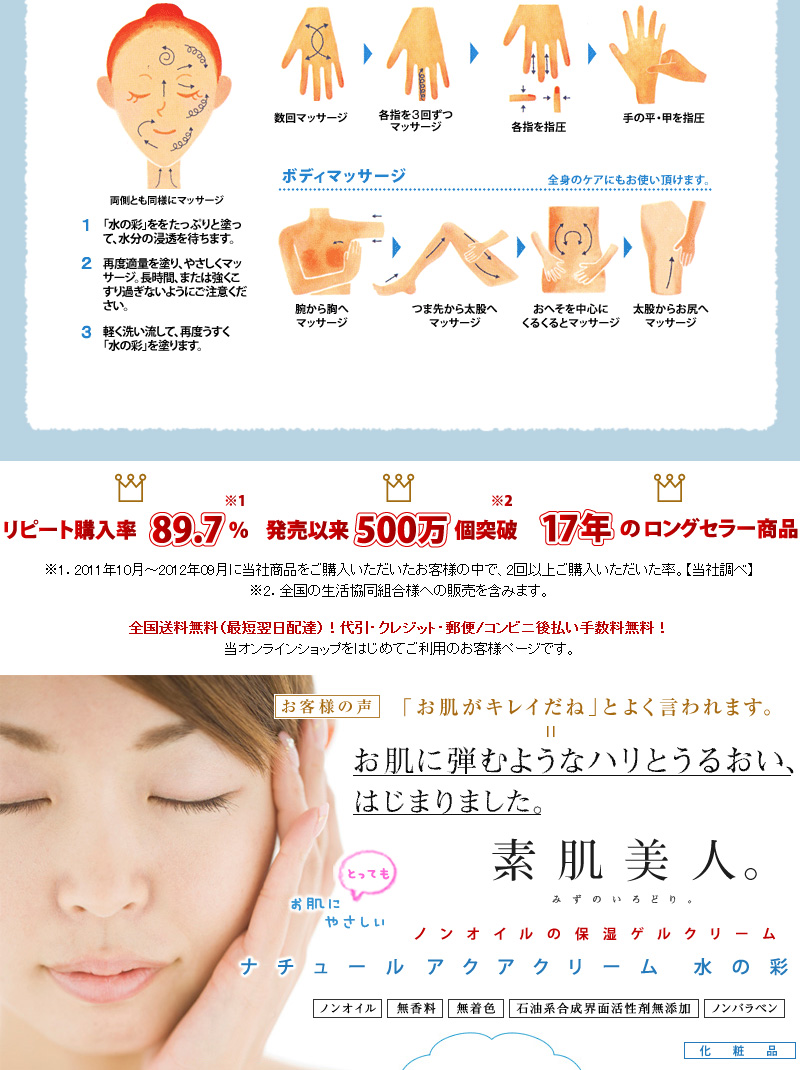 両側とも同様にマッサージ
1 「水の彩」ををたっぷりと塗っ
て、水分の浸透を待ちます。
2 再度適量を塗り、やさしくマッ
サージ。長時間、または強くこ
すり過ぎないようにご注意くだ
さい。
3 軽く洗い流して、再度うすく
「水の彩」を塗ります。
数回マッサージ
各指を3回ずつ
マッサージ
各指を指圧
手の平・甲を指圧
ボディマッサージ
全身のケアにもお使い頂けます。
腕から胸へ
マッサージ
つま先から太股へ
マッサージ
おへそを中心に
くるくるとマッサージ
太股からお尻へ
マッサージ
リピート購入率 89.7% ※1
発売以来500万個突破 ※2
17年のロングセラー商品
※1. 2011年10月～2012年09月に当社商品をご購入いただいたお客様の中で、2回以上ご購入いただいた率。【当社調べ】
※2. 全国の生活協同組合様への販売を含みます。
全国送料無料（最短翌日配達）！代引・クレジット・郵便/コンビニ後払い手数料無料！
当オンラインショップをはじめてご利用のお客様ページです。
お客様の声
「お肌がキレイだね」とよく言われます。
=
お肌に弾むようなハリとうるおい、
はじまりました。
素肌美人。
みずのいろどり。
とっても
お肌に
やさしい
ノンオイルの保湿ゲルクリーム
ナチュールアクアクリーム 水の彩
ノンオイル 無香料 無着色 石油系合成界面活性剤無添加 ノンパラベン
化粧品